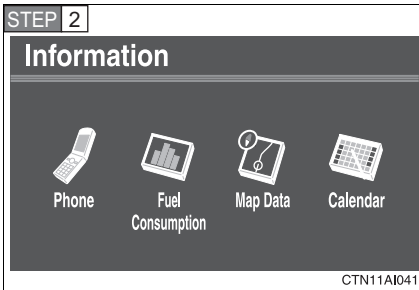 STEP 2
Information
Phone
Fuel
Consumption
Map Data
Calendar
CTN11AI041